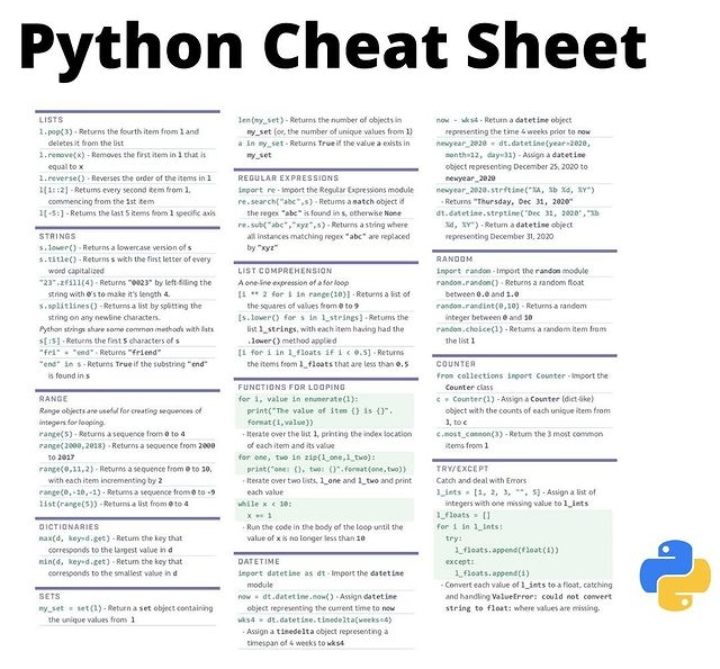 Python Cheat Sheet
LISTS
l.pop(3) - Returns the fourth item from l and
deletes it from the list
l.remove(x) - Removes the first item in l that is
equal to x
l.reverse() - Reverses the order of the items in l
l[1::2] - Returns every second item from l,
commencing from the 1st item
l[-5:] - Returns the last 5 items from l specific axis
STRINGS
s.lower() - Returns a lowercase version of s
s.title() - Returns s with the first letter of every
word capitalized
"23".zfill(4) - Returns "0023" by left-filling the
string with 0's to make it's length 4.
s.splitlines() - Returns a list by splitting the
string on any newline characters.
Python strings share some common methods with lists
s[:5] - Returns the first 5 characters of s
"fri" + "end" - Returns "friend"
"end" in s - Returns True if the substring "end"
is found in s
RANGE
Range objects are useful for creating sequences of
integers for looping.
range(5) - Returns a sequence from 0 to 4
range(2000,2018) - Returns a sequence from 2000
to 2017
range(0,11,2) - Returns a sequence from 0 to 10,
with each item incrementing by 2
range(0,-10,-1) - Returns a sequence from 0 to -9
list(range(5)) - Returns a list from 0 to 4
DICTIONARIES
max(d, key=d.get) - Return the key that
corresponds to the largest value in d
min(d, key=d.get) - Return the key that
corresponds to the smallest value in d
SETS
my_set = set(l) - Return a set object containing
the unique values from l
len(my_set) - Returns the number of objects in
my_set (or, the number of unique values from l)
a in my_set - Returns True if the value a exists in
my_set
REGULAR EXPRESSIONS
import re - Import the Regular Expressions module
re.search("abc",s) - Returns a match object if
the regex "abc" is found in s, otherwise None
re.sub("abc","xyz",s) - Returns a string where
all instances matching regex "abc" are replaced
by "xyz"
LIST COMPREHENSION
A one-line expression of a for loop
[i ** 2 for i in range(10)] - Returns a list of
the squares of values from 0 to 9
[s.lower() for s in l_strings] - Returns the
list l_strings, with each item having had the
.lower() method applied
[i for i in l_floats if i < 0.5] - Returns
the items from l_floats that are less than 0.5
FUNCTIONS FOR LOOPING
for i, value in enumerate(l):
print("The value of item {} is {}".
format(i,value))
- Iterate over the list l, printing the index location
of each item and its value
for one, two in zip(l_one,l_two):
print("one: {}, two: {}".format(one,two))
- Iterate over two lists, l_one and l_two and print
each value
while x < 10:
x += 1
- Run the code in the body of the loop until the
value of x is no longer less than 10
DATETIME
import datetime as dt - Import the datetime
module
now = dt.datetime.now() - Assign datetime
object representing the current time to now
wks4 = dt.datetime.timedelta(weeks=4)
- Assign a timedelta object representing a
timespan of 4 weeks to wks4
now - wks4 - Return a datetime object
representing the time 4 weeks prior to now
newyear_2020 = dt.datetime(year=2020,
month=12, day=31) - Assign a datetime
object representing December 25, 2020 to
newyear_2020
newyear_2020.strftime("%A, %b %d, %Y")
- Returns "Thursday, Dec 31, 2020"
dt.datetime.strptime('Dec 31, 2020',"%b
%d, %Y") - Return a datetime object
representing December 31, 2020
RANDOM
import random - Import the random module
random.random() - Returns a random float
between 0.0 and 1.0
random.randint(0,10) - Returns a random
integer between 0 and 10
random.choice(l) - Returns a random item from
the list l
COUNTER
from collections import Counter - Import the
Counter class
c = Counter(l) - Assign a Counter (dict-like)
object with the counts of each unique item from
l, to c
c.most_common(3) - Return the 3 most common
items from l
TRY/EXCEPT
Catch and deal with Errors
l_ints = [1, 2, 3, "", 5] - Assign a list of
integers with one missing value to l_ints
l_floats = []
for i in l_ints:
try:
l_floats.append(float(i))
except:
l_floats.append(i)
- Convert each value of l_ints to a float, catching
and handling ValueError: could not convert
string to float: where values are missing.